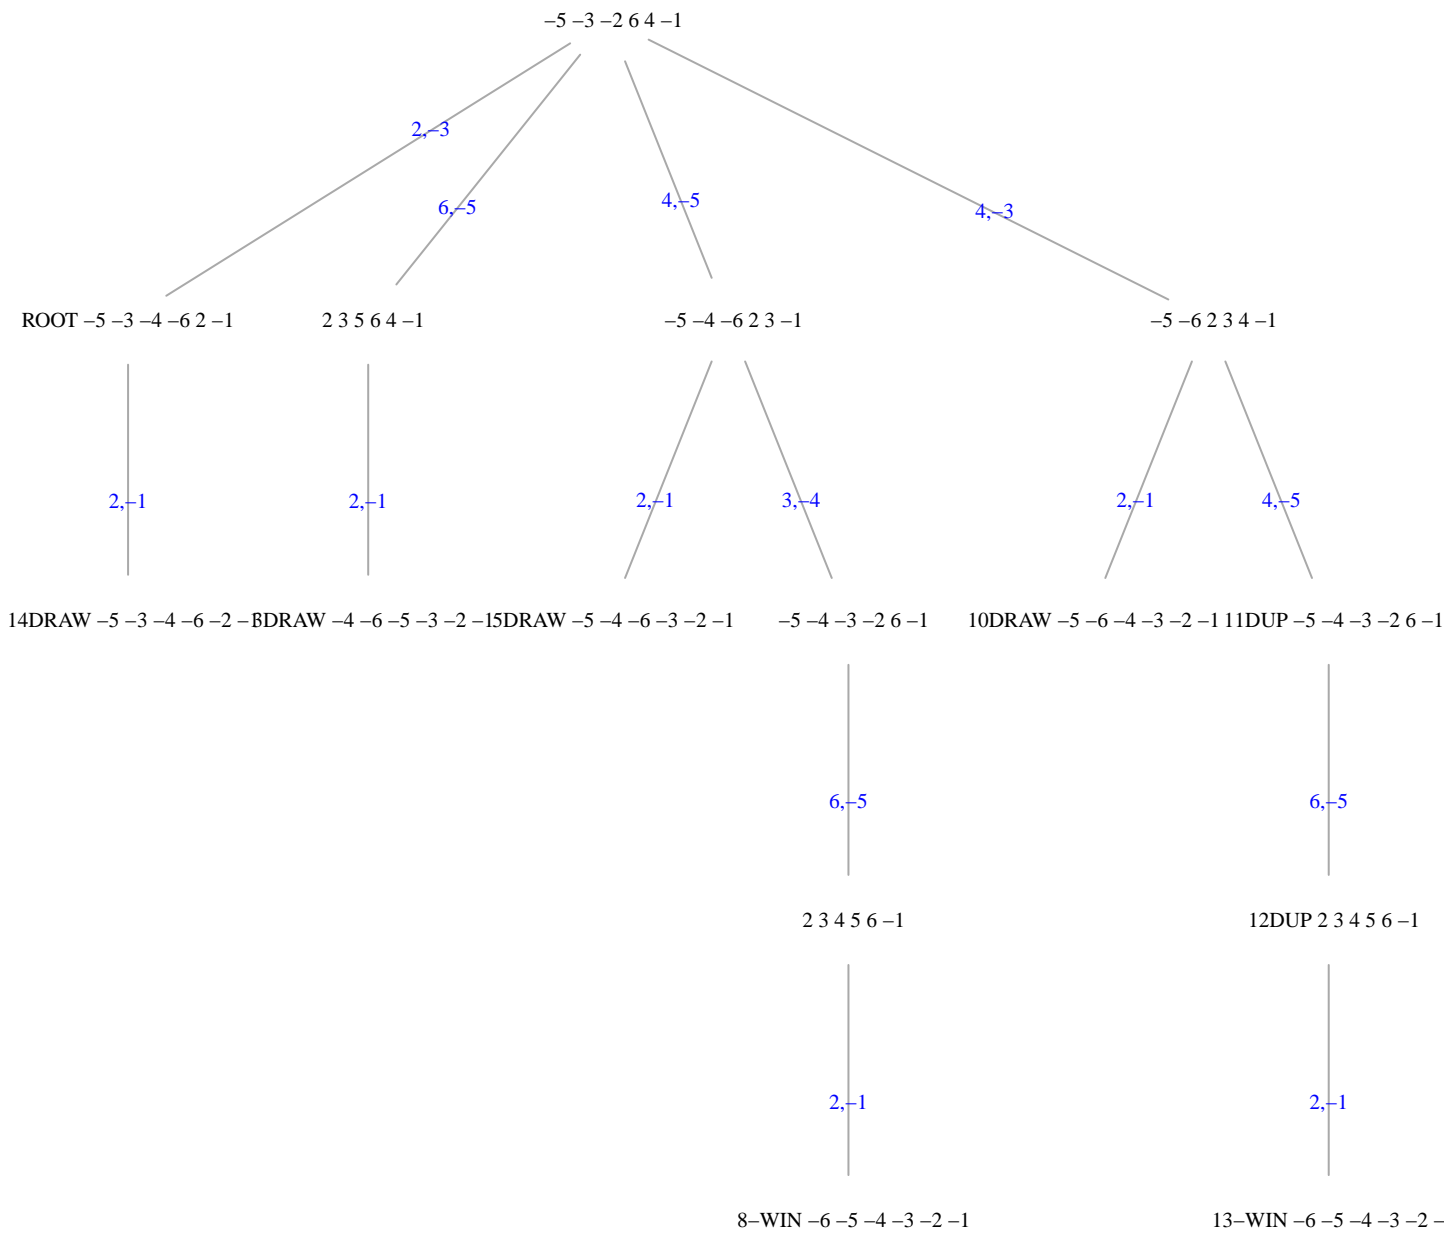 –5 –3 –2 6 4 –1
2,–3
6,–5
4,–5
4,–3
ROOT –5 –3 –4 –6 2 –1
2 3 5 6 4 –1
–5 –4 –6 2 3 –1
–5 –6 2 3 4 –1
2,–1
2,–1
2,–1
3,–4
2,–1
4,–5
14DRAW –5 –3 –4 –6 –2 –
DRAW –4 –6 –5 –3 –2 –1
5DRAW –5 –4 –6 –3 –2 –1
–5 –4 –3 –2 6 –1
10DRAW –5 –6 –4 –3 –2 –1
11DUP –5 –4 –3 –2 6 –1
6,–5
6,–5
2 3 4 5 6 –1
12DUP 2 3 4 5 6 –1
2,–1
2,–1
8–WIN –6 –5 –4 –3 –2 –1
13–WIN –6 –5 –4 –3 –2 –